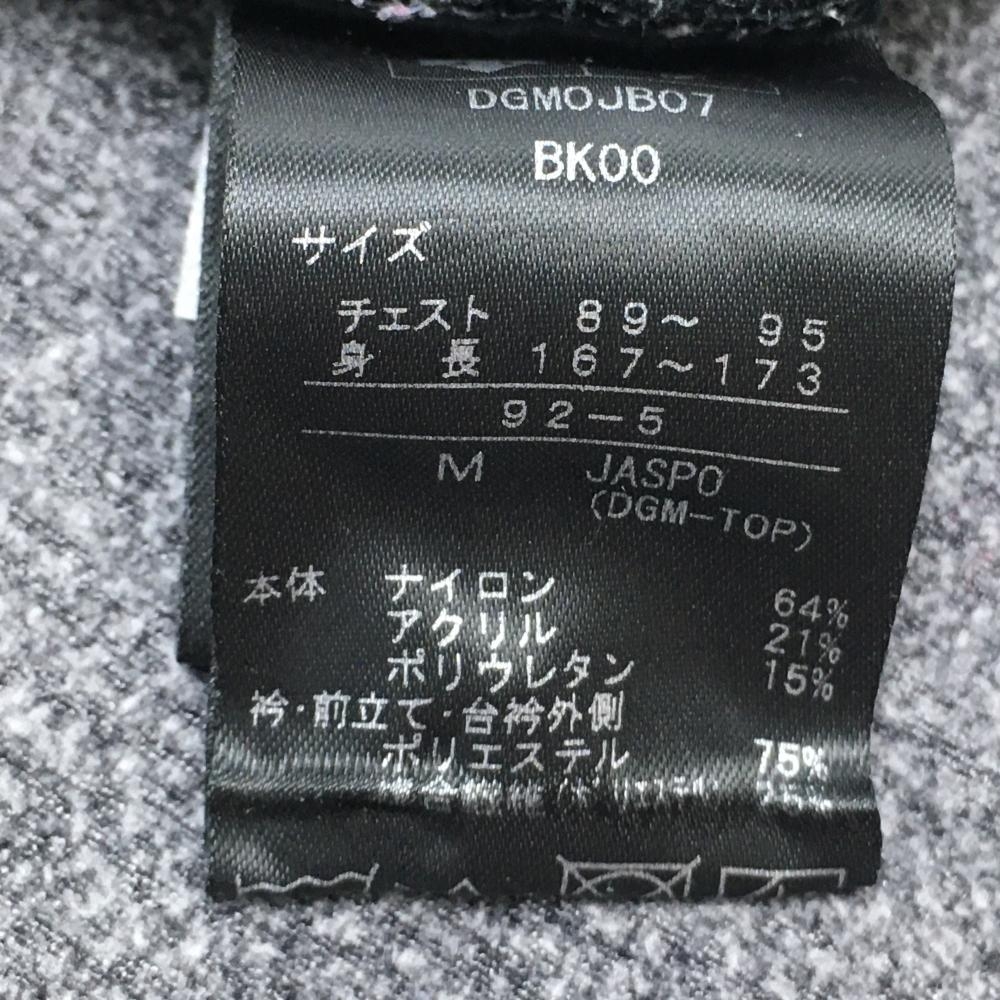 DGM0JB07
BK00
サイズ
チェスト 89～ 95
身 長 167～173
92-5
M JASPO
(DGM-TOP)
本体 ナイロン 64%
アクリル 21%
ポリウレタン 15%
衿・前立て・台衿外側
ポリエステル 75%